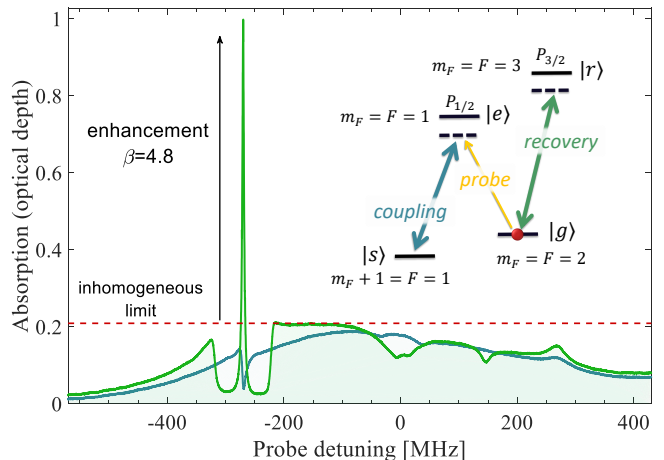 Absorption (optical depth)
1
0.8
0.6
0.4
0.2
0
-400
-200
0
200
400
Probe detuning [MHz]
enhancement
β=4.8
inhomogeneous
limit
P3/2
m_F = F = 3
|r⟩
P1/2
m_F = F = 1
|e⟩
recovery
probe
coupling
|s⟩
|g⟩
m_F + 1 = F = 1
m_F = F = 2